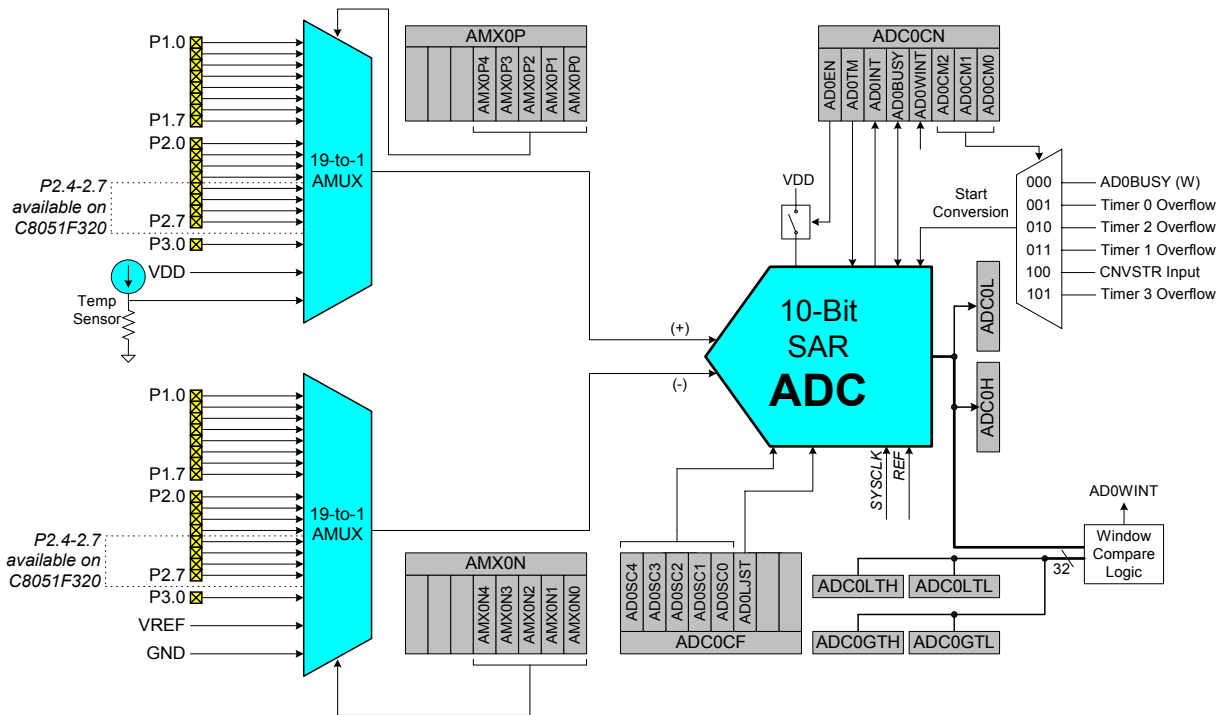 P1.0
P1.7
P2.0
P2.4-2.7
available on
C8051F320
P2.7
P3.0
VDD
Temp
Sensor
19-to-1
AMUX
AMX0P
AMX0P4
AMX0P3
AMX0P2
AMX0P1
AMX0P0
ADC0CN
AD0EN
AD0TM
AD0INT
AD0BUSY
AD0WINT
AD0CM2
AD0CM1
AD0CM0
VDD
Start
Conversion
000
AD0BUSY (W)
001
Timer 0 Overflow
010
Timer 2 Overflow
011
Timer 1 Overflow
100
CNVSTR Input
101
Timer 3 Overflow
(+)
(-)
10-Bit
SAR
ADC
ADC0L
ADC0H
SYSCLK
REF
P1.0
P1.7
P2.0
P2.4-2.7
available on
C8051F320
P2.7
P3.0
VREF
GND
19-to-1
AMUX
AMX0N
AMX0N4
AMX0N3
AMX0N2
AMX0N1
AMX0N0
AD0SC4
AD0SC3
AD0SC2
AD0SC1
AD0SC0
AD0LJST
ADC0CF
AD0WINT
Window
Compare
Logic
32
ADC0LTH
ADC0LTL
ADC0GTH
ADC0GTL